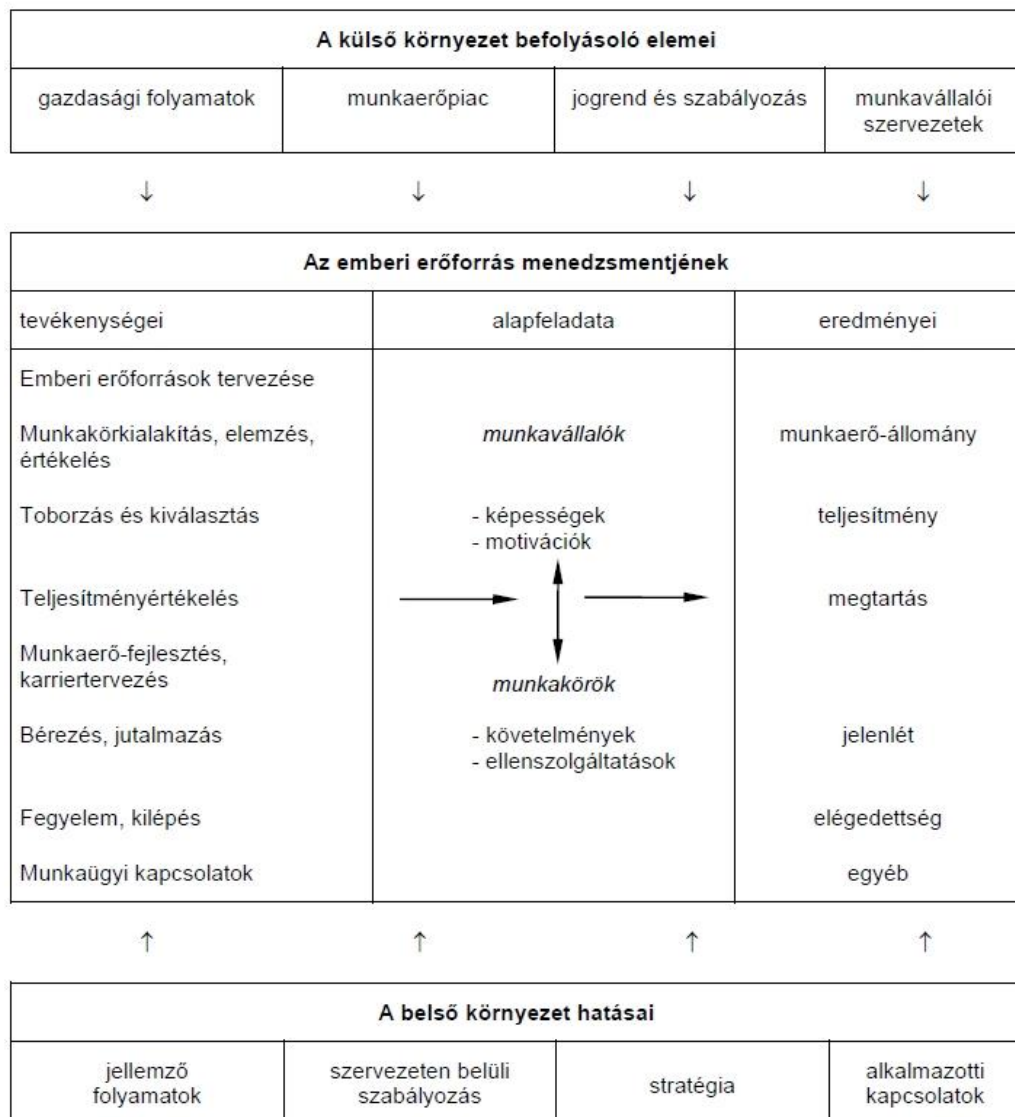 A külső környezet befolyásoló elemei
gazdasági folyamatok
munkaerőpiac
jogrend és szabályozás
munkavállalói
szervezetek
↓ ↓ ↓ ↓
Az emberi erőforrás menedzsmentjének
tevékenységei
alapfeladata
eredményei
Emberi erőforrások tervezése
Munkakörkialakítás, elemzés,
értékelés
Toborzás és kiválasztás
Teljesítményértékelés
Munkaerő-fejlesztés,
karriertervezés
Bérezés, jutalmazás
Fegyelem, kilépés
Munkaügyi kapcsolatok
munkavállalók
- képességek
- motivációk
munkakörök
- követelmények
- ellenszolgáltatások
munkaerő-állomány
teljesítmény
megtartás
jelenlét
elégedettség
egyéb
↑ ↑ ↑ ↑
A belső környezet hatásai
jellemző
folyamatok
szervezeten belüli
szabályozás
stratégia
alkalmazotti
kapcsolatok